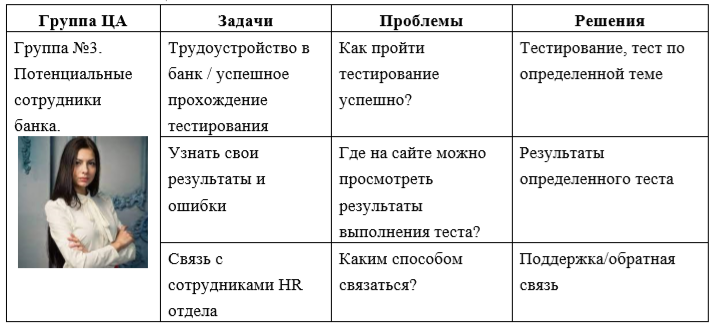 Группа ЦА
Задачи
Проблемы
Решения
Группа №3.
Потенциальные
сотрудники
банка.
Трудоустройство в
банк / успешное
прохождение
тестирования
Как пройти
тестирование
успешно?
Тестирование, тест по
определенной теме
Узнать свои
результаты и
ошибки
Где на сайте можно
просмотреть
результаты
выполнения теста?
Результаты
определенного теста
Связь с
сотрудниками HR
отдела
Каким способом
связаться?
Поддержка/обратная
связь